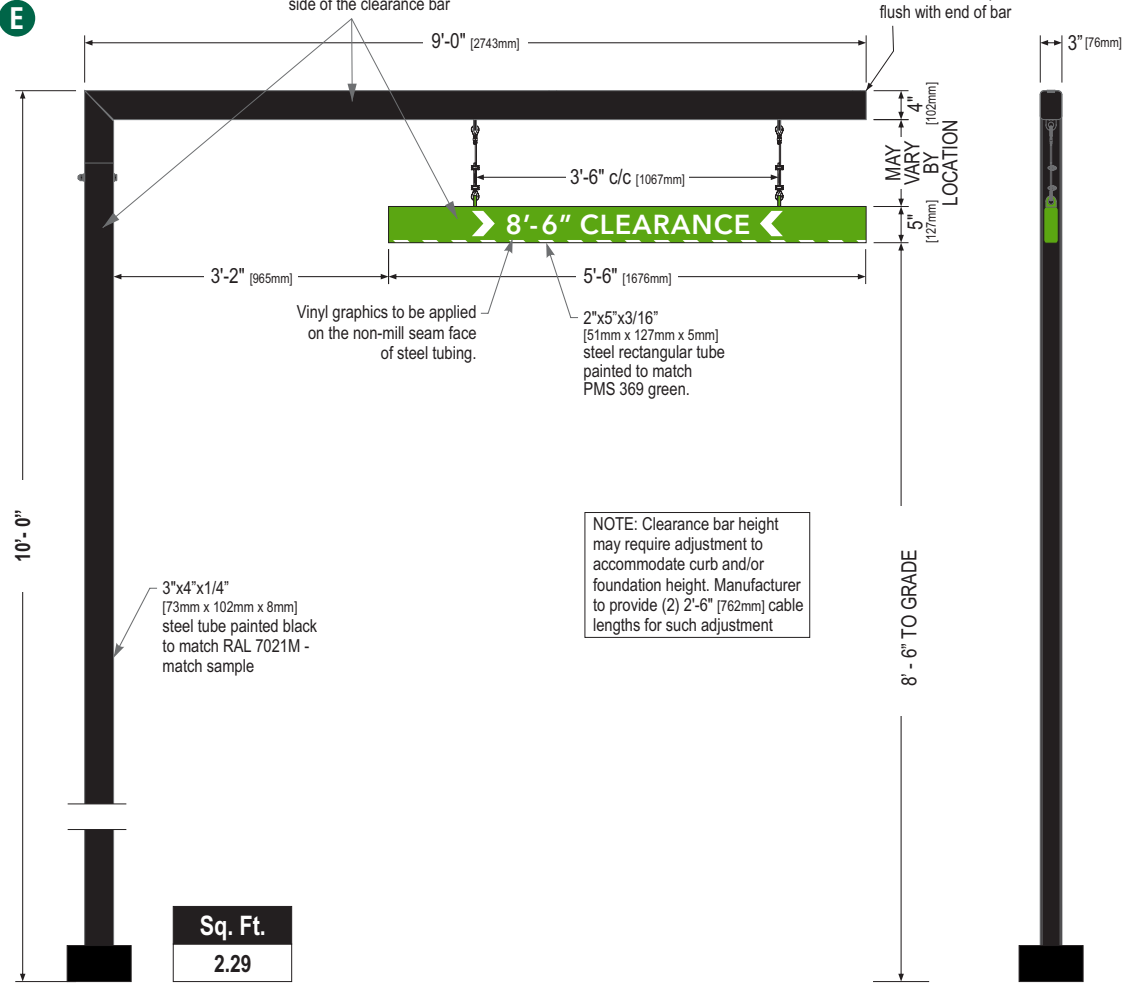 E
side of the clearance bar
flush with end of bar
9'-0" [2743mm]
3” [76mm]
4"
[102mm]
MAY
VARY
BY
LOCATION
3'-6" c/c [1067mm]
8’-6” CLEARANCE
5"
[127mm]
3'-2" [965mm]
5'-6" [1676mm]
Vinyl graphics to be applied
on the non-mill seam face
of steel tubing.
2"x5"x3/16”
[51mm x 127mm x 5mm]
steel rectangular tube
painted to match
PMS 369 green.
10’- 0”
NOTE: Clearance bar height
may require adjustment to
accommodate curb and/or
foundation height. Manufacturer
to provide (2) 2'-6" [762mm] cable
lengths for such adjustment
8’ - 6” TO GRADE
3"x4”x1/4”
[73mm x 102mm x 8mm]
steel tube painted black
to match RAL 7021M -
match sample
Sq. Ft.
2.29